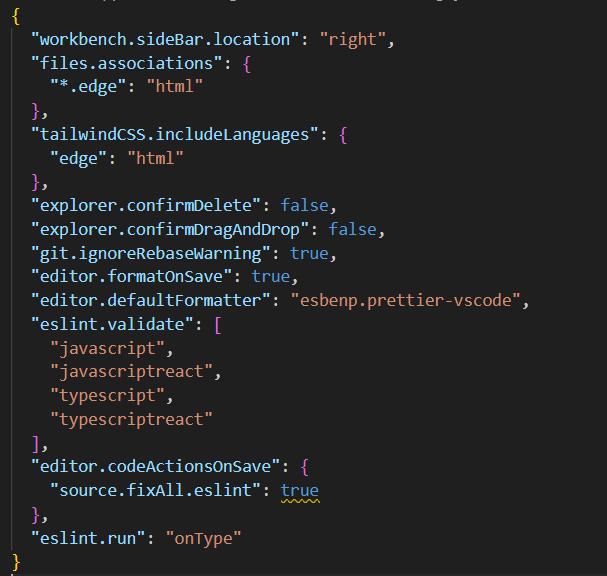 {
"workbench.sideBar.location": "right",
"files.associations": {
"*.edge": "html"
},
"tailwindCSS.includeLanguages": {
"edge": "html"
},
"explorer.confirmDelete": false,
"explorer.confirmDragAndDrop": false,
"git.ignoreRebaseWarning": true,
"editor.formatOnSave": true,
"editor.defaultFormatter": "esbenp.prettier-vscode",
"eslint.validate": [
"javascript",
"javascriptreact",
"typescript",
"typescriptreact"
],
"editor.codeActionsOnSave": {
"source.fixAll.eslint": true
},
"eslint.run": "onType"
}